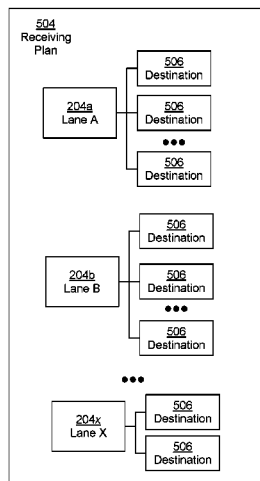 504
Receiving
Plan
506
Destination
204a
Lane A
506
Destination
•••
506
Destination
506
Destination
204b
Lane B
506
Destination
•••
506
Destination
•••
204x
Lane X
506
Destination
506
Destination